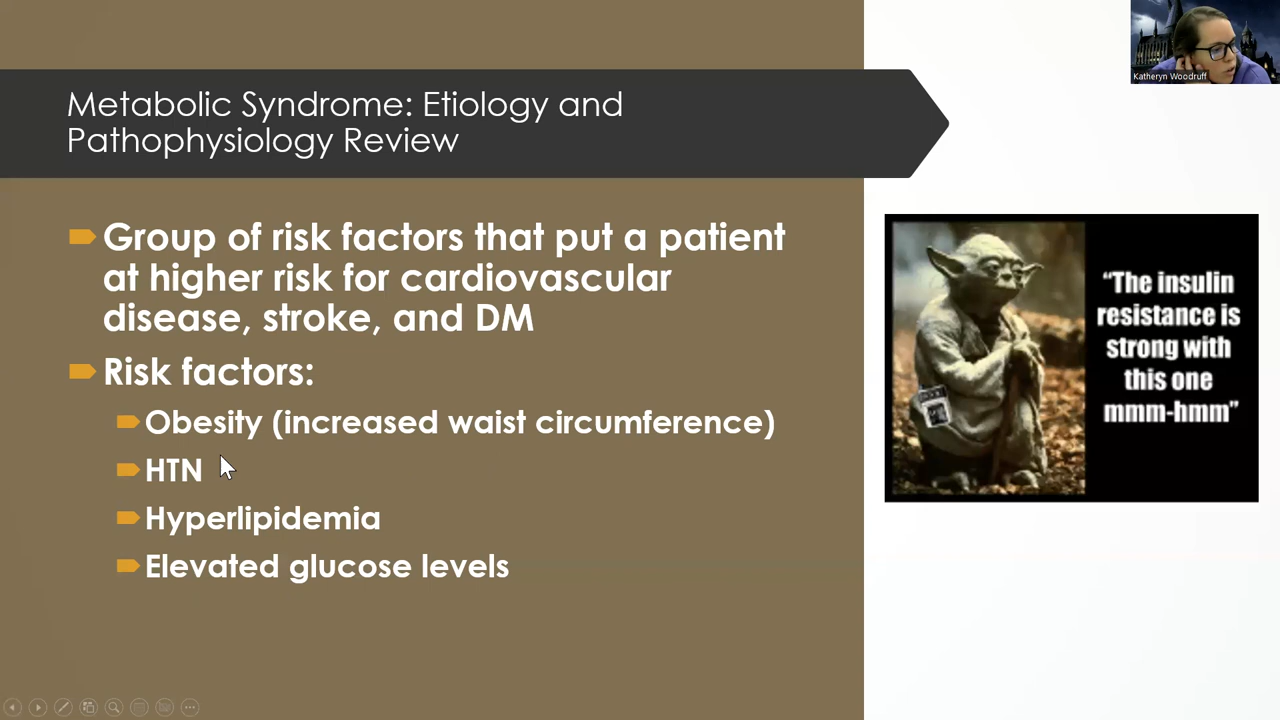 Katheryn Woodruff
Metabolic Syndrome: Etiology and
Pathophysiology Review
Group of risk factors that put a patient
at higher risk for cardiovascular
disease, stroke, and DM
Risk factors:
Obesity (increased waist circumference)
HTN
Hyperlipidemia
Elevated glucose levels
“The insulin
resistance is
strong with
this one
mmm-hmm”